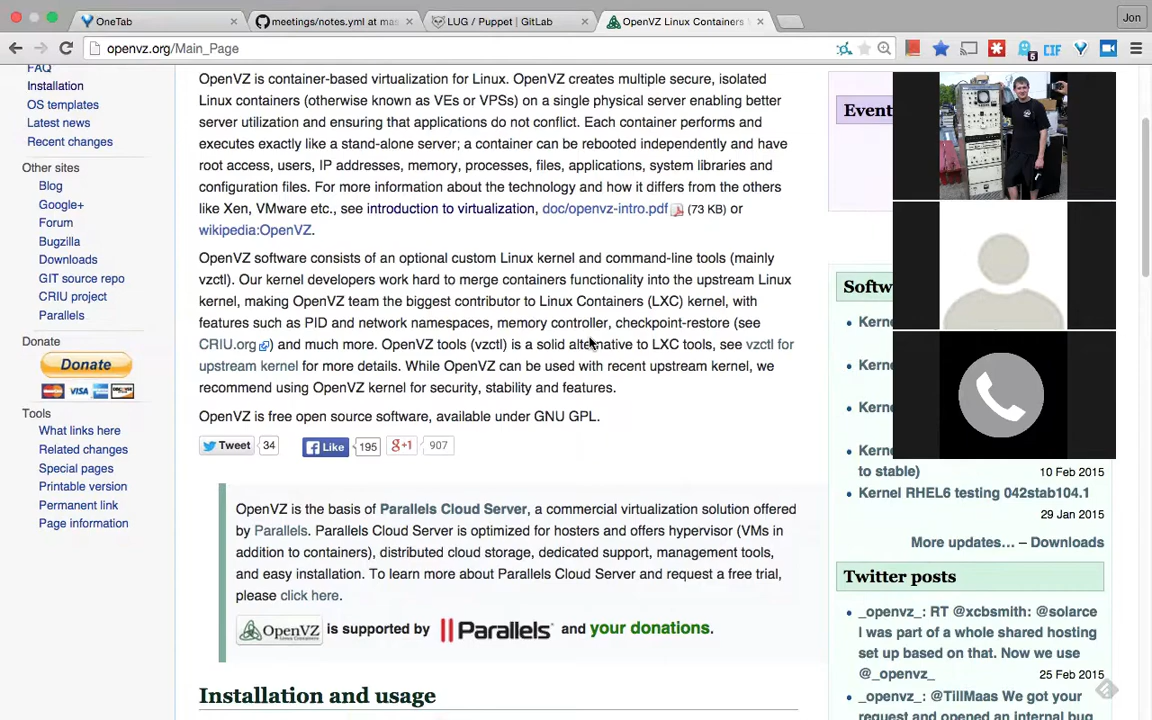 OneTab
meetings/notes.yml at mas
LUG / Puppet | GitLab
OpenVZ Linux Containers
Jon
openvz.org/Main_Page
5
CIF
FAQ
Installation
OS templates
Latest news
Recent changes
Other sites
Blog
Google+
Forum
Bugzilla
Downloads
GIT source repo
CRIU project
Parallels
Donate
Donate
VISA
DISCOVER
Tools
What links here
Related changes
Special pages
Printable version
Permanent link
Page information
OpenVZ is container-based virtualization for Linux. OpenVZ creates multiple secure, isolated
Linux containers (otherwise known as VEs or VPSs) on a single physical server enabling better
server utilization and ensuring that applications do not conflict. Each container performs and
executes exactly like a stand-alone server; a container can be rebooted independently and have
root access, users, IP addresses, memory, processes, files, applications, system libraries and
configuration files. For more information about the technology and how it differs from the others
like Xen, VMware etc., see introduction to virtualization, doc/openvz-intro.pdf (73 KB) or
wikipedia:OpenVZ.
OpenVZ software consists of an optional custom Linux kernel and command-line tools (mainly
vzctl). Our kernel developers work hard to merge containers functionality into the upstream Linux
kernel, making OpenVZ team the biggest contributor to Linux Containers (LXC) kernel, with
features such as PID and network namespaces, memory controller, checkpoint-restore (see
CRIU.org) and much more. OpenVZ tools (vzctl) is a solid alternative to LXC tools, see vzctl for
upstream kernel for more details. While OpenVZ can be used with recent upstream kernel, we
recommend using OpenVZ kernel for security, stability and features.
OpenVZ is free open source software, available under GNU GPL.
Tweet 34 Like 195 g+1 907
OpenVZ is the basis of Parallels Cloud Server, a commercial virtualization solution offered
by Parallels. Parallels Cloud Server is optimized for hosters and offers hypervisor (VMs in
addition to containers), distributed cloud storage, dedicated support, management tools,
and easy installation. To learn more about Parallels Cloud Server and request a free trial,
please click here.
OpenVZ is supported by Parallels and your donations.
Installation and usage
Event
Softw
Kerne
Kerne
Kerne
Kerne
to stable)
10 Feb 2015
Kernel RHEL6 testing 042stab104.1
29 Jan 2015
More updates… – Downloads
Twitter posts
_openvz_: RT @xcbsmith: @solarce
I was part of a whole shared hosting
set up based on that. Now we use
@_openvz_
25 Feb 2015
_openvz_: @TillMaas We got your
request and opened an internal bug